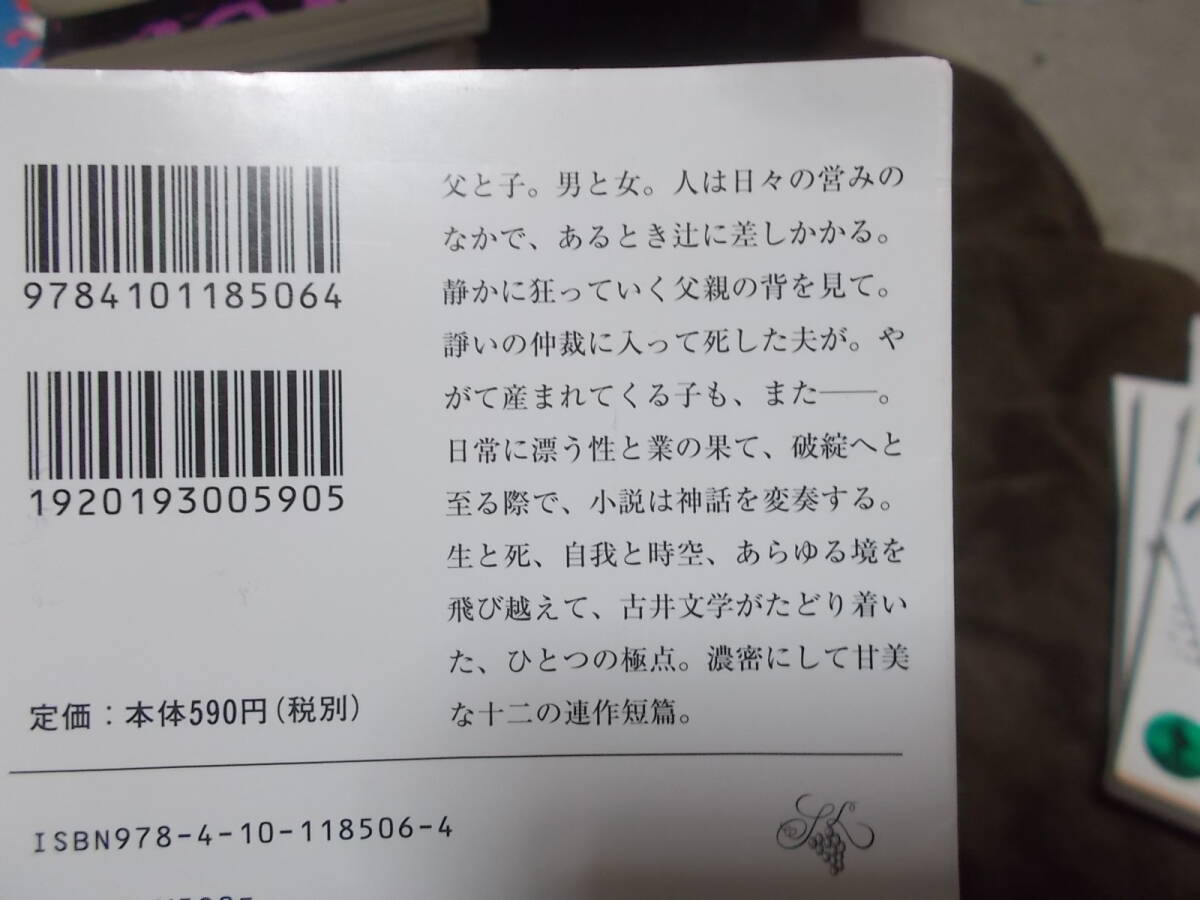 9784101185064
1920193005905
定価：本体590円（税別）
父と子。男と女。人は日々の営みの
なかで、あるとき辻に差しかかる。
静かに狂っていく父親の背を見て。
諍いの仲裁に入って死した夫が。や
がて産まれてくる子も、また――。
日常に漂う性と業の果て、破綻へと
至る際で、小説は神話を変奏する。
生と死、自我と時空、あらゆる境を
飛び越えて、古井文学がたどり着い
た、ひとつの極点。濃密にして甘美
な十二の連作短篇。
ISBN978-4-10-118506-4